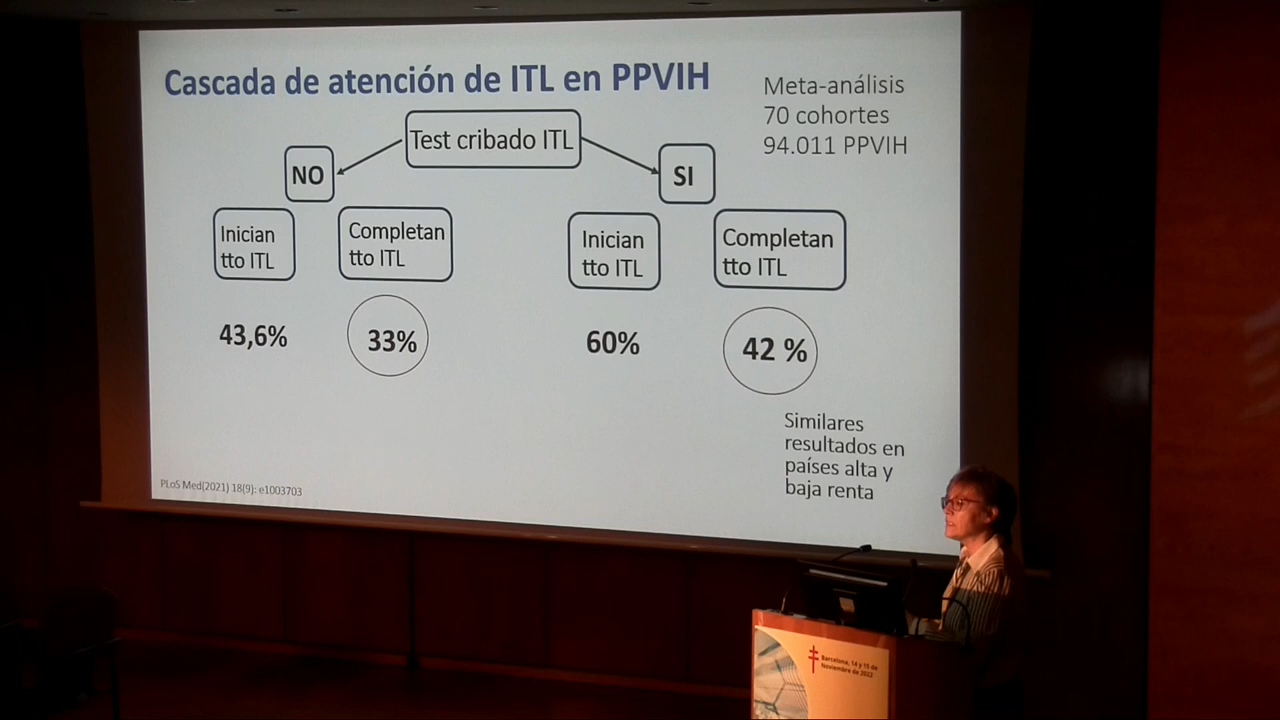 Cascada de atención de ITL en PPVIH
Meta-análisis
70 cohortes
94.011 PPVIH
Test cribado ITL
NO
SI
Inician
tto ITL
Completan
tto ITL
Inician
tto ITL
Completan
tto ITL
43,6%
33%
60%
42 %
Similares
resultados en
países alta y
baja renta
PLoS Med(2021) 18(9): e1003703
Barcelona, 14 y 15 de
Noviembre de 2022